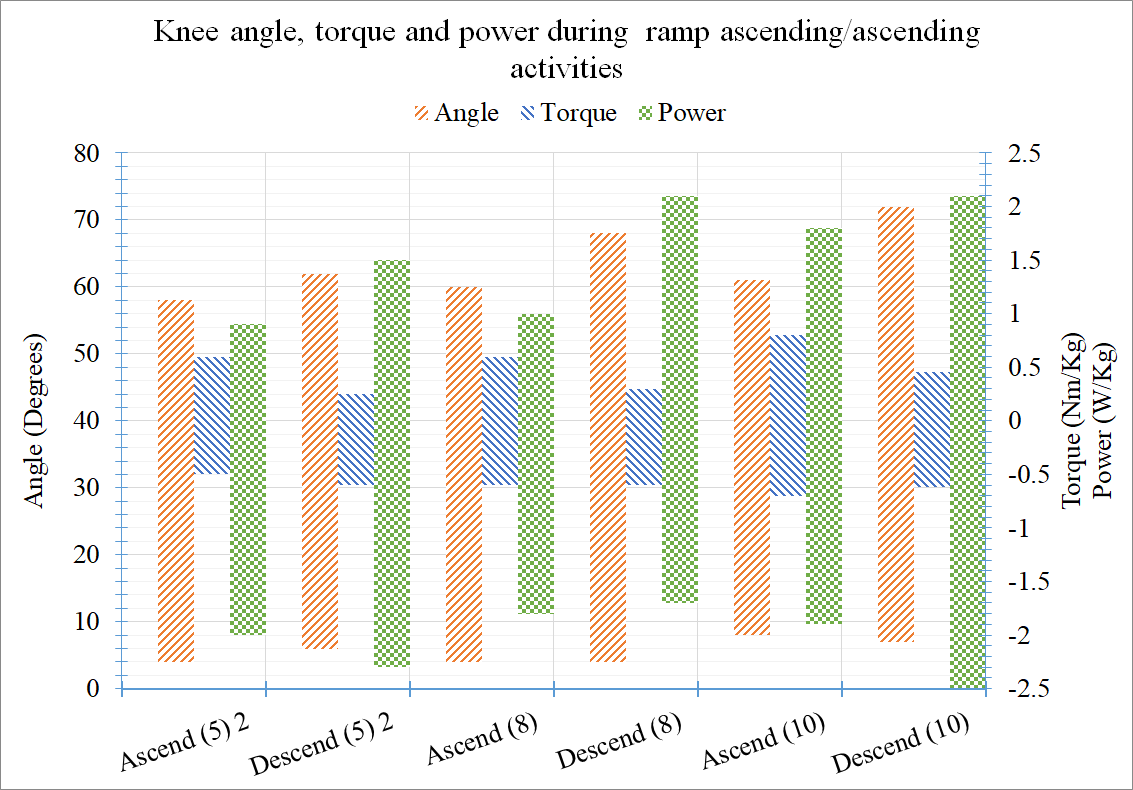 Knee angle, torque and power during ramp ascending/ascending
activities
Angle Torque Power
80
70
60
50
40
30
20
10
0
Angle (Degrees)
2.5
2
1.5
1
0.5
0
-0.5
-1
-1.5
-2
-2.5
Torque (Nm/Kg)
Power (W/Kg)
Ascend (5) 2
Descend (5) 2
Ascend (8)
Descend (8)
Ascend (10)
Descend (10)